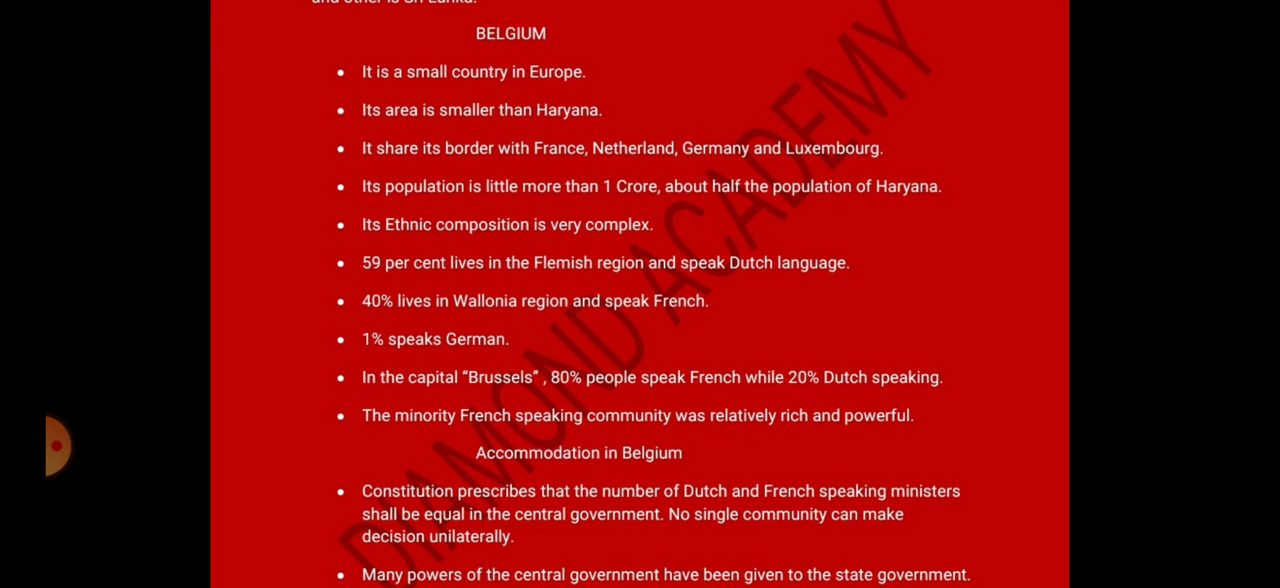 and other is Sri Lanka.
BELGIUM
• It is a small country in Europe.
• Its area is smaller than Haryana.
• It share its border with France, Netherland, Germany and Luxembourg.
• Its population is little more than 1 Crore, about half the population of Haryana.
• Its Ethnic composition is very complex.
• 59 per cent lives in the Flemish region and speak Dutch language.
• 40% lives in Wallonia region and speak French.
• 1% speaks German.
• In the capital “Brussels” , 80% people speak French while 20% Dutch speaking.
• The minority French speaking community was relatively rich and powerful.
Accommodation in Belgium
• Constitution prescribes that the number of Dutch and French speaking ministers
shall be equal in the central government. No single community can make
decision unilaterally.
• Many powers of the central government have been given to the state government.
DIAMOND ACADEMY